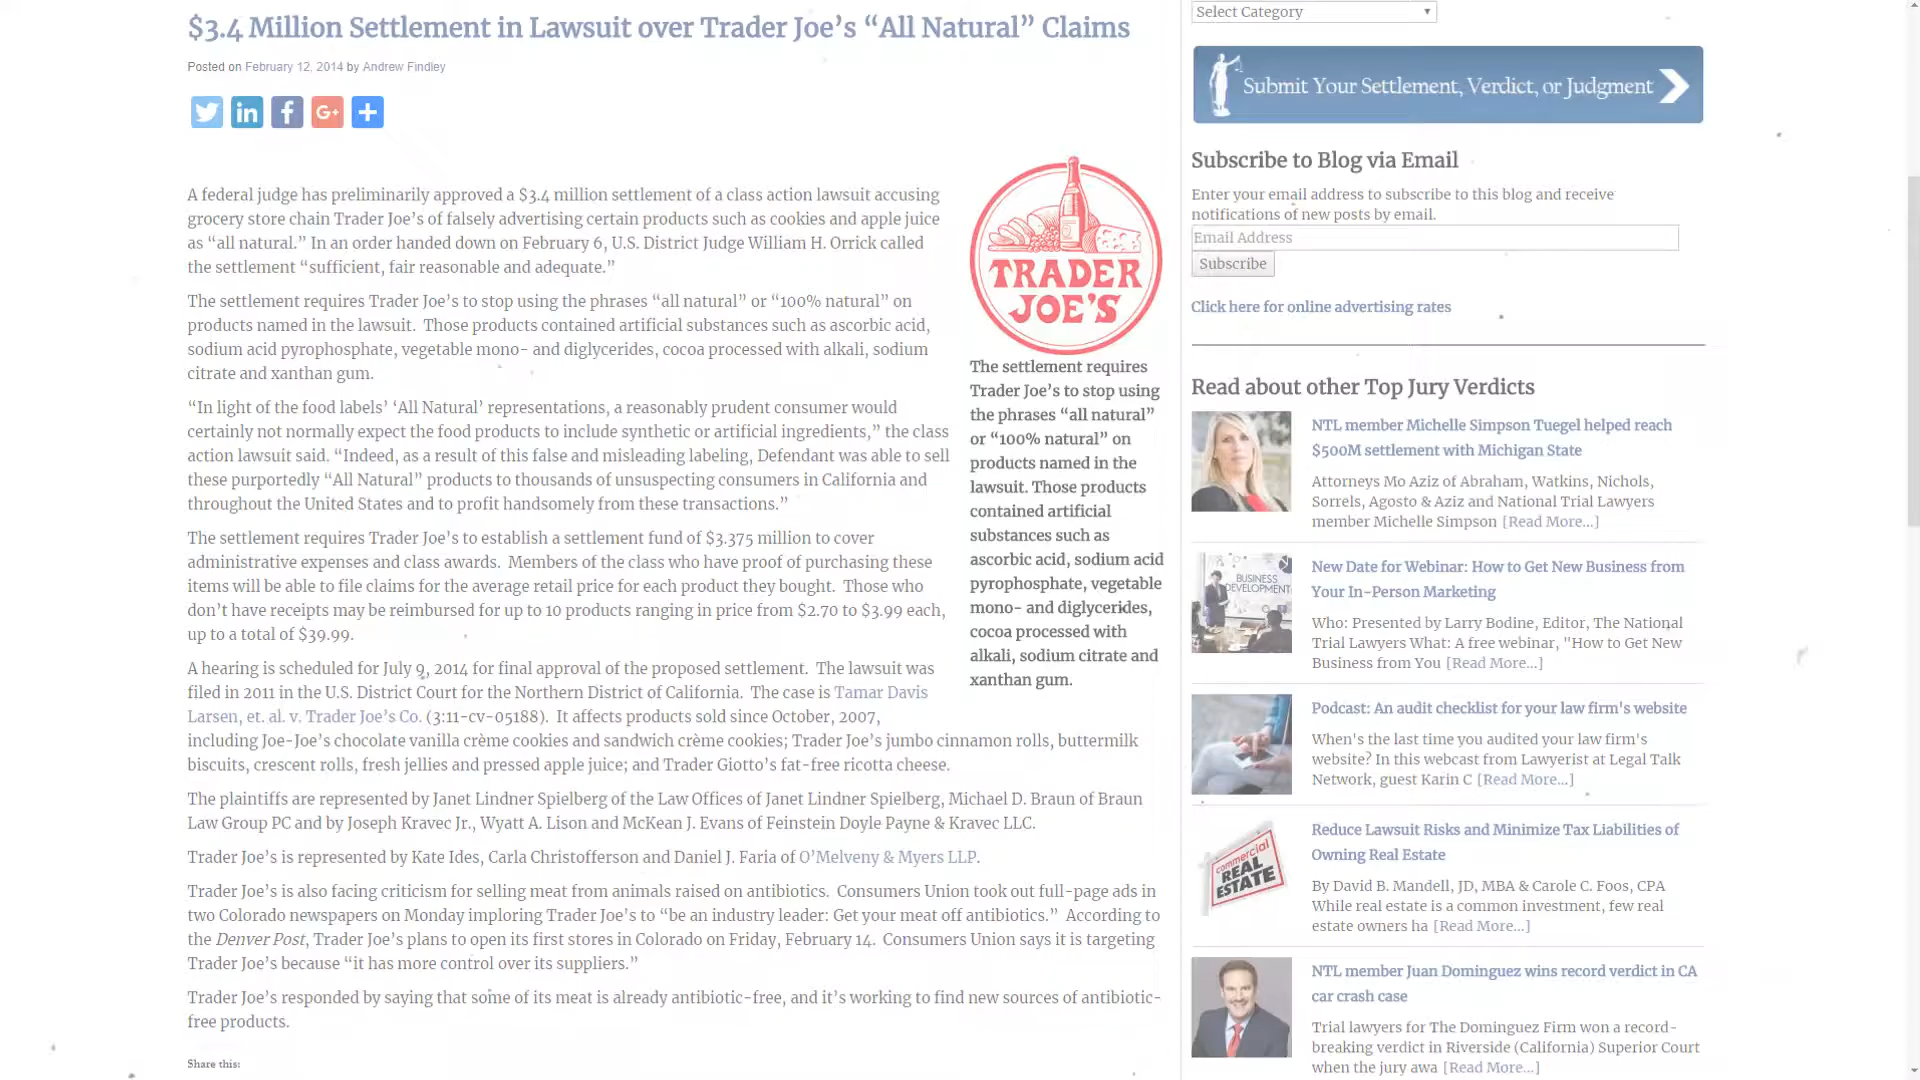 $3.4 Million Settlement in Lawsuit over Trader Joe’s “All Natural” Claims
Posted on February 12, 2014 by Andrew Findley
A federal judge has preliminarily approved a $3.4 million settlement of a class action lawsuit accusing
grocery store chain Trader Joe’s of falsely advertising certain products such as cookies and apple juice
as “all natural.” In an order handed down on February 6, U.S. District Judge William H. Orrick called
the settlement “sufficient, fair reasonable and adequate.”
The settlement requires Trader Joe’s to stop using the phrases “all natural” or “100% natural” on
products named in the lawsuit. Those products contained artificial substances such as ascorbic acid,
sodium acid pyrophosphate, vegetable mono- and diglycerides, cocoa processed with alkali, sodium
citrate and xanthan gum.
“In light of the food labels’ ‘All Natural’ representations, a reasonably prudent consumer would
certainly not normally expect the food products to include synthetic or artificial ingredients,” the class
action lawsuit said. “Indeed, as a result of this false and misleading labeling, Defendant was able to sell
these purportedly “All Natural” products to thousands of unsuspecting consumers in California and
throughout the United States and to profit handsomely from these transactions.”
The settlement requires Trader Joe’s to establish a settlement fund of $3.375 million to cover
administrative expenses and class awards. Members of the class who have proof of purchasing these
items will be able to file claims for the average retail price for each product they bought. Those who
don’t have receipts may be reimbursed for up to 10 products ranging in price from $2.70 to $3.99 each,
up to a total of $39.99.
A hearing is scheduled for July 9, 2014 for final approval of the proposed settlement. The lawsuit was
filed in 2011 in the U.S. District Court for the Northern District of California. The case is Tamar Davis
Larsen, et. al. v. Trader Joe’s Co. (3:11-cv-05188). It affects products sold since October, 2007,
including Joe-Joe’s chocolate vanilla crème cookies and sandwich crème cookies; Trader Joe’s jumbo cinnamon rolls, buttermilk
biscuits, crescent rolls, fresh jellies and pressed apple juice; and Trader Giotto’s fat-free ricotta cheese.
The plaintiffs are represented by Janet Lindner Spielberg of the Law Offices of Janet Lindner Spielberg, Michael D. Braun of Braun
Law Group PC and by Joseph Kravec Jr., Wyatt A. Lison and McKean J. Evans of Feinstein Doyle Payne & Kravec LLC.
Trader Joe’s is represented by Kate Ides, Carla Christofferson and Daniel J. Faria of O’Melveny & Myers LLP.
Trader Joe’s is also facing criticism for selling meat from animals raised on antibiotics. Consumers Union took out full-page ads in
two Colorado newspapers on Monday imploring Trader Joe’s to “be an industry leader: Get your meat off antibiotics.” According to
the Denver Post, Trader Joe’s plans to open its first stores in Colorado on Friday, February 14. Consumers Union says it is targeting
Trader Joe’s because “it has more control over its suppliers.”
Trader Joe’s responded by saying that some of its meat is already antibiotic-free, and it’s working to find new sources of antibiotic-
free products.
Share this:
TRADER
JOE’S
The settlement requires
Trader Joe’s to stop using
the phrases “all natural”
or “100% natural” on
products named in the
lawsuit. Those products
contained artificial
substances such as
ascorbic acid, sodium acid
pyrophosphate, vegetable
mono- and diglycerides,
cocoa processed with
alkali, sodium citrate and
xanthan gum.
Select Category
Submit Your Settlement, Verdict, or Judgment
Subscribe to Blog via Email
Enter your email address to subscribe to this blog and receive
notifications of new posts by email.
Email Address
Subscribe
Click here for online advertising rates
Read about other Top Jury Verdicts
NTL member Michelle Simpson Tuegel helped reach
$500M settlement with Michigan State
Attorneys Mo Aziz of Abraham, Watkins, Nichols,
Sorrels, Agosto & Aziz and National Trial Lawyers
member Michelle Simpson [Read More...]
BUSINESS
DEVELOPMENT
New Date for Webinar: How to Get New Business from
Your In-Person Marketing
Who: Presented by Larry Bodine, Editor, The National
Trial Lawyers What: A free webinar, "How to Get New
Business from You [Read More...]
Podcast: An audit checklist for your law firm's website
When's the last time you audited your law firm's
website? In this webcast from Lawyerist at Legal Talk
Network, guest Karin C [Read More...]
commercial
REAL
ESTATE
Reduce Lawsuit Risks and Minimize Tax Liabilities of
Owning Real Estate
By David B. Mandell, JD, MBA & Carole C. Foos, CPA
While real estate is a common investment, few real
estate owners ha [Read More...]
NTL member Juan Dominguez wins record verdict in CA
car crash case
Trial lawyers for The Dominguez Firm won a record-
breaking verdict in Riverside (California) Superior Court
when the jury awa [Read More...]